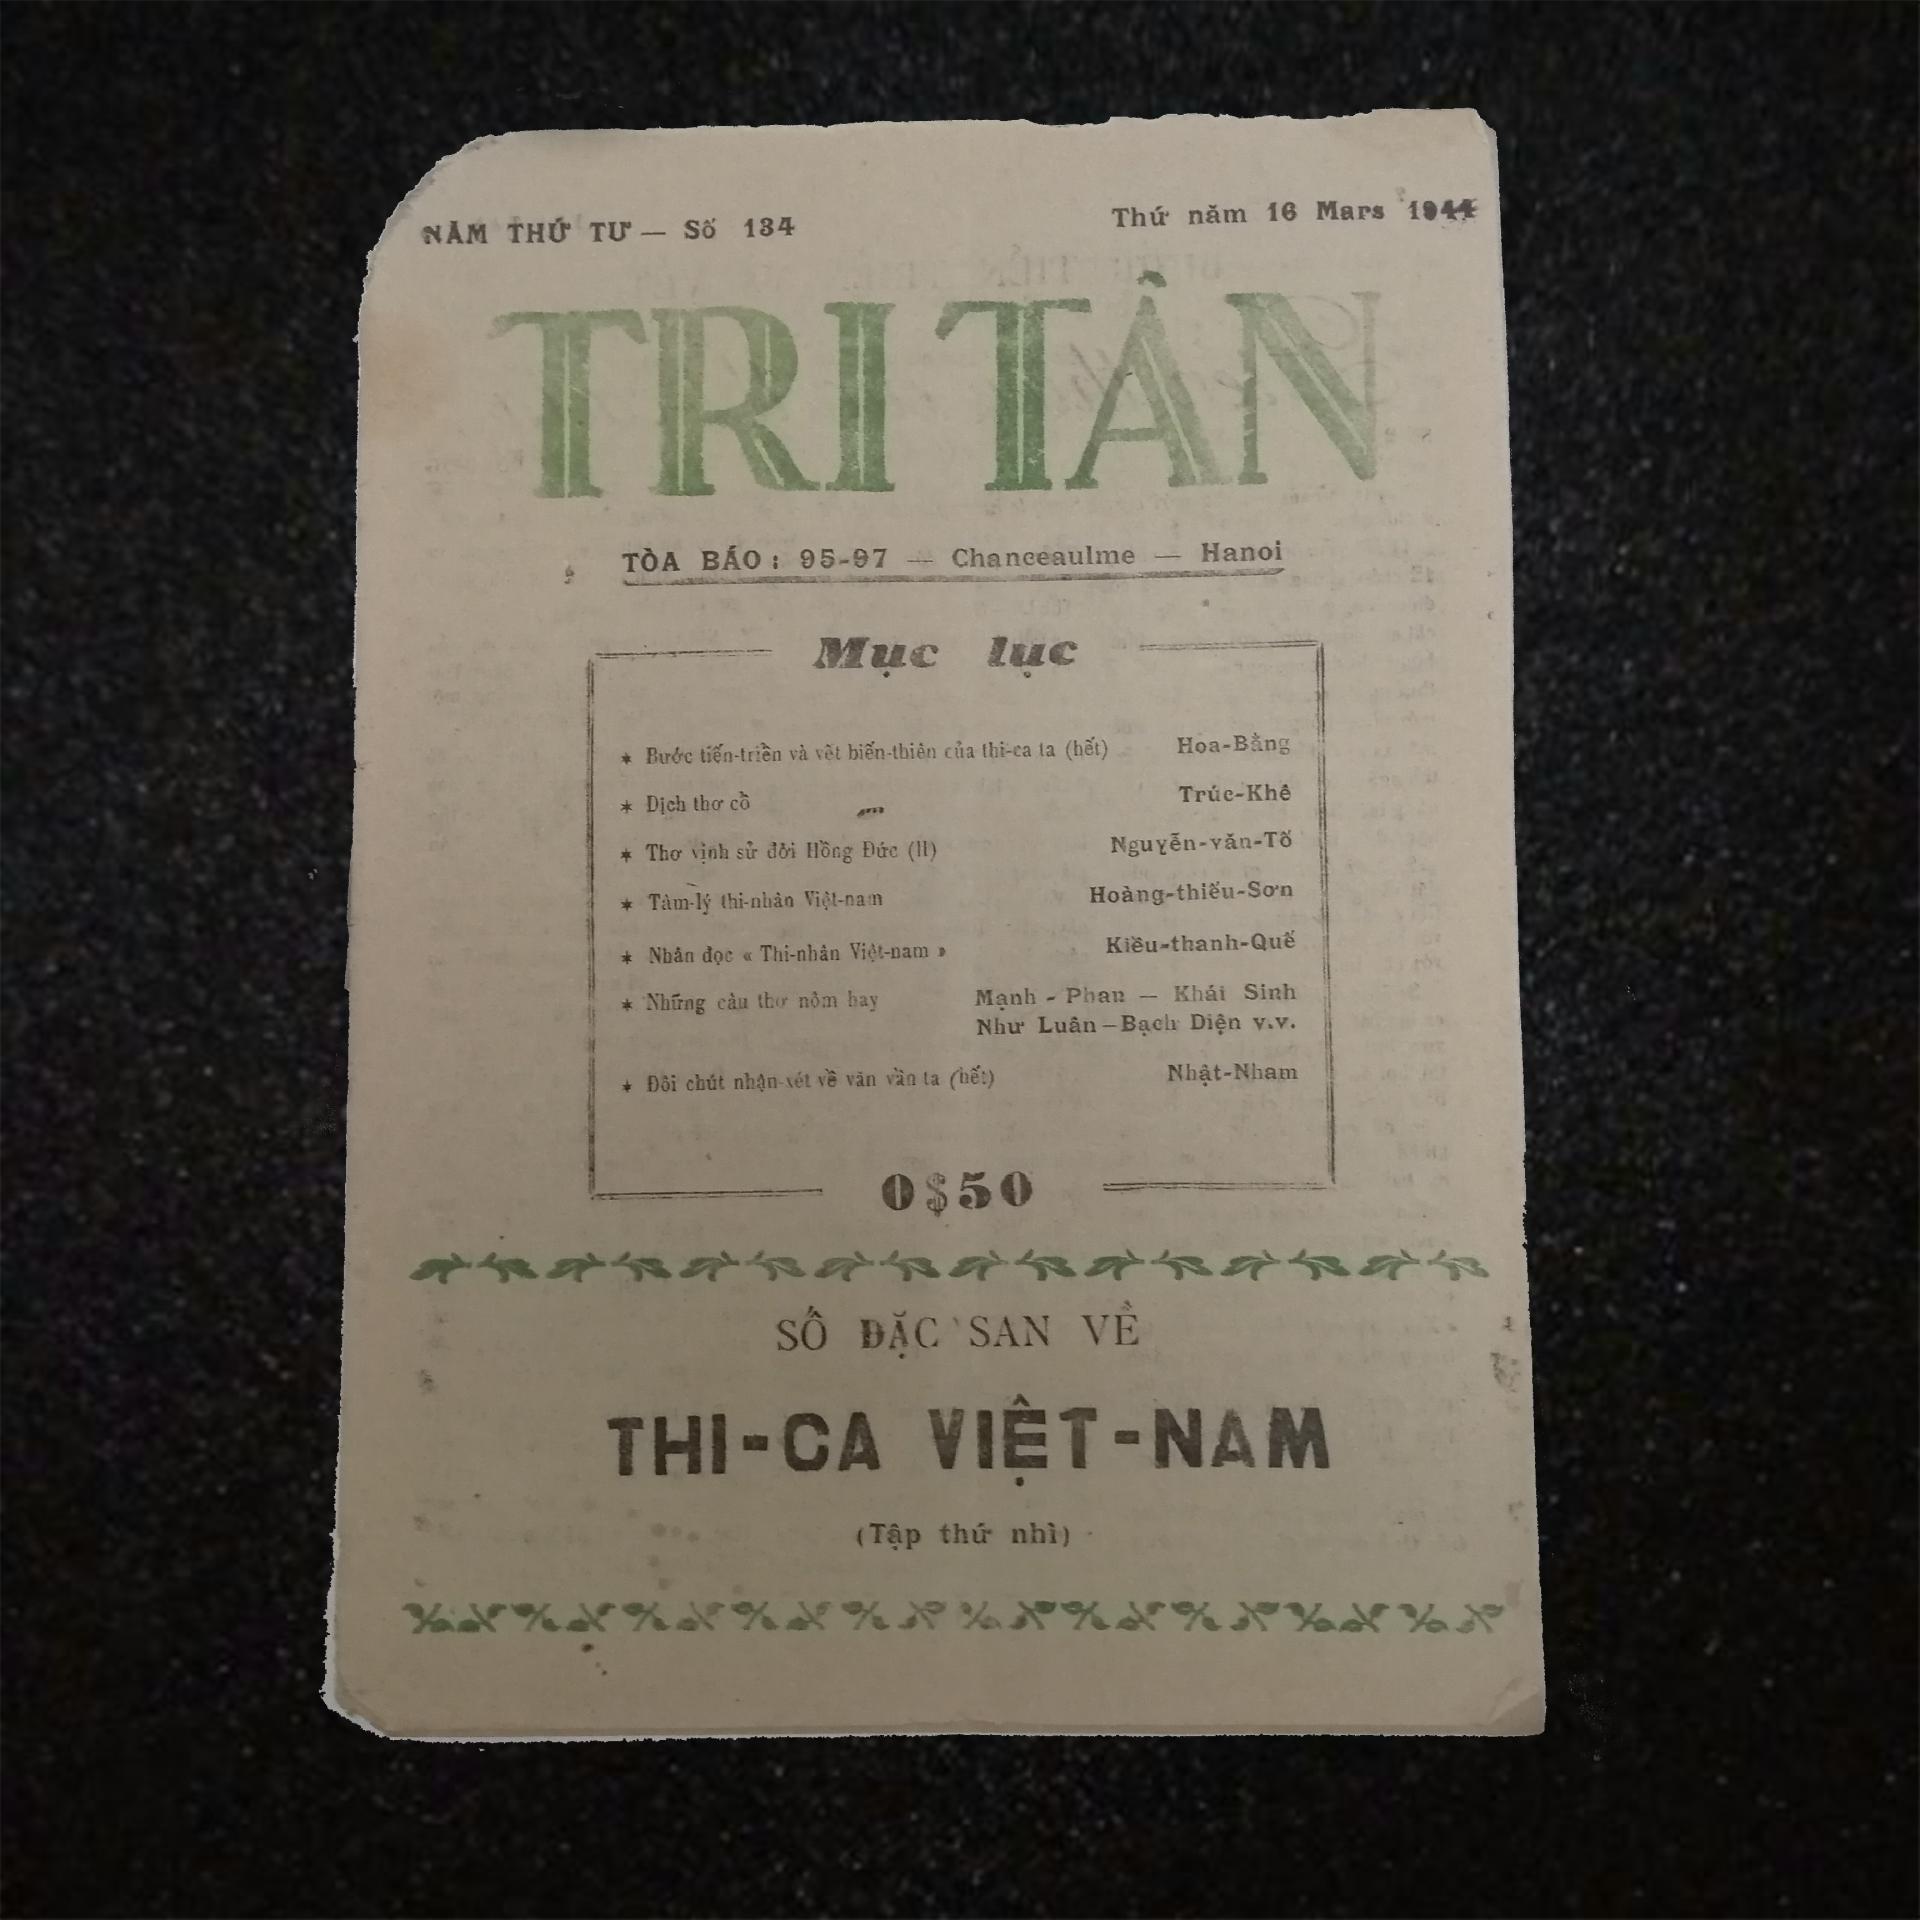 NĂM THỨ TƯ — Số 134
Thứ năm 16 Mars 1944
TRI TÂN
TÒA BÁO: 95-97 — Chanceaulme — Hanoi
Mục lục
* Bước tiến-triển và vết biến-thiên của thi-ca ta (hết) Hoa-Bằng
* Dịch thơ cổ Trúc-Khê
* Thơ vịnh sử đời Hồng Đức (II) Nguyễn-văn-Tố
* Tâm-lý thi-nhân Việt-nam Hoàng-thiếu-Sơn
* Nhân đọc « Thi-nhân Việt-nam » Kiều-thanh-Quế
* Những câu thơ nôm hay Mạnh - Phan — Khái Sinh
Như Luân – Bạch Diện v.v.
* Đôi chút nhận-xét về văn vần ta (hết) Nhật-Nham
0$50
SỐ ĐẶC SAN VỀ
THI-CA VIỆT-NAM
(Tập thứ nhì)